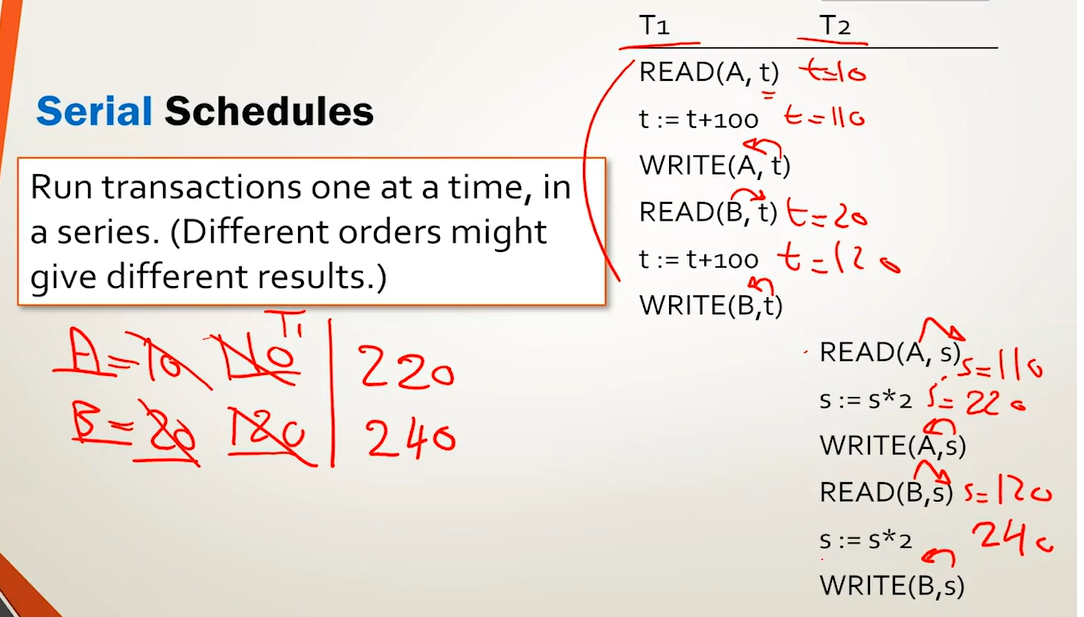 Serial Schedules
Run transactions one at a time, in
a series. (Different orders might
give different results.)
T1
A=10 110 220
B=20 120 240
T1 T2
READ(A, t) t=10
t := t+100 t=110
WRITE(A, t)
READ(B, t) t=20
t := t+100 t=120
WRITE(B,t)
READ(A, s) s=110
s := s*2 s=220
WRITE(A,s)
READ(B,s) s=120
s := s*2 240
WRITE(B,s)